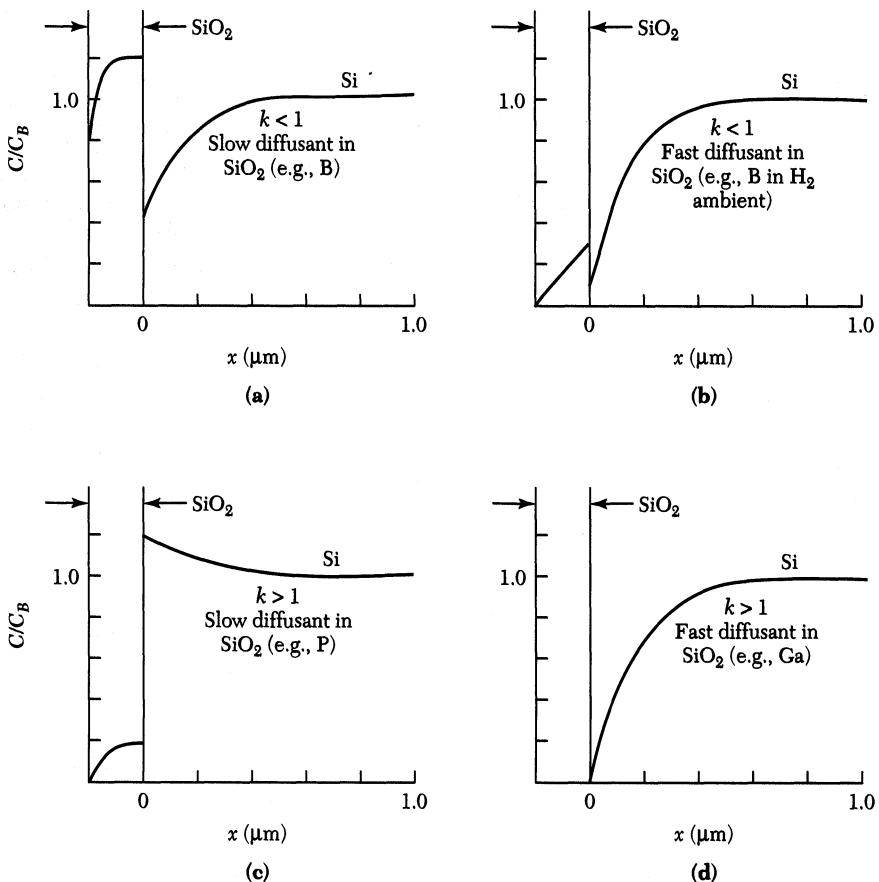 SiO₂
1.0
C/C_B
Si
k < 1
Slow diffusant in
SiO₂ (e.g., B)
0
1.0
x (μm)
(a)
SiO₂
1.0
Si
k < 1
Fast diffusant in
SiO₂ (e.g., B in H₂
ambient)
0
1.0
x (μm)
(b)
SiO₂
1.0
C/C_B
Si
k > 1
Slow diffusant in
SiO₂ (e.g., P)
0
1.0
x (μm)
(c)
SiO₂
1.0
Si
k > 1
Fast diffusant in
SiO₂ (e.g., Ga)
0
1.0
x (μm)
(d)